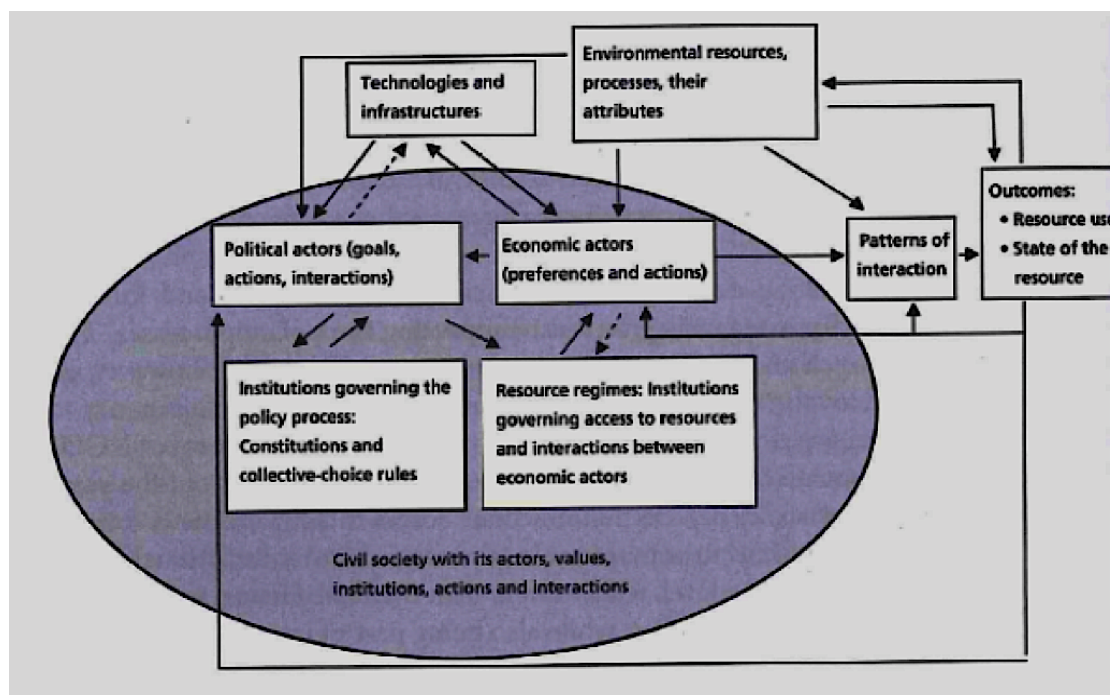 Environmental resources,
processes, their
attributes
Technologies and
infrastructures
Political actors (goals,
actions, interactions)
Economic actors
(preferences and actions)
Patterns of
interaction
Outcomes:
• Resource use
• State of the
resource
Institutions governing the
policy process:
Constitutions and
collective-choice rules
Resource regimes: Institutions
governing access to resources
and interactions between
economic actors
Civil society with its actors, values,
institutions, actions and interactions